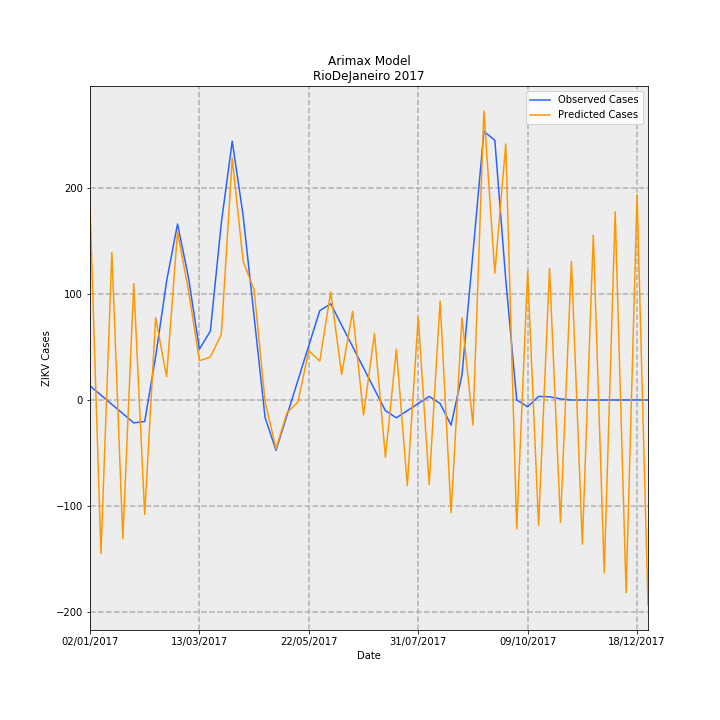 Arimax Model
RioDeJaneiro 2017
Observed Cases
Predicted Cases
ZIKV Cases
200
100
0
−100
−200
02/01/2017
13/03/2017
22/05/2017
31/07/2017
09/10/2017
18/12/2017
Date